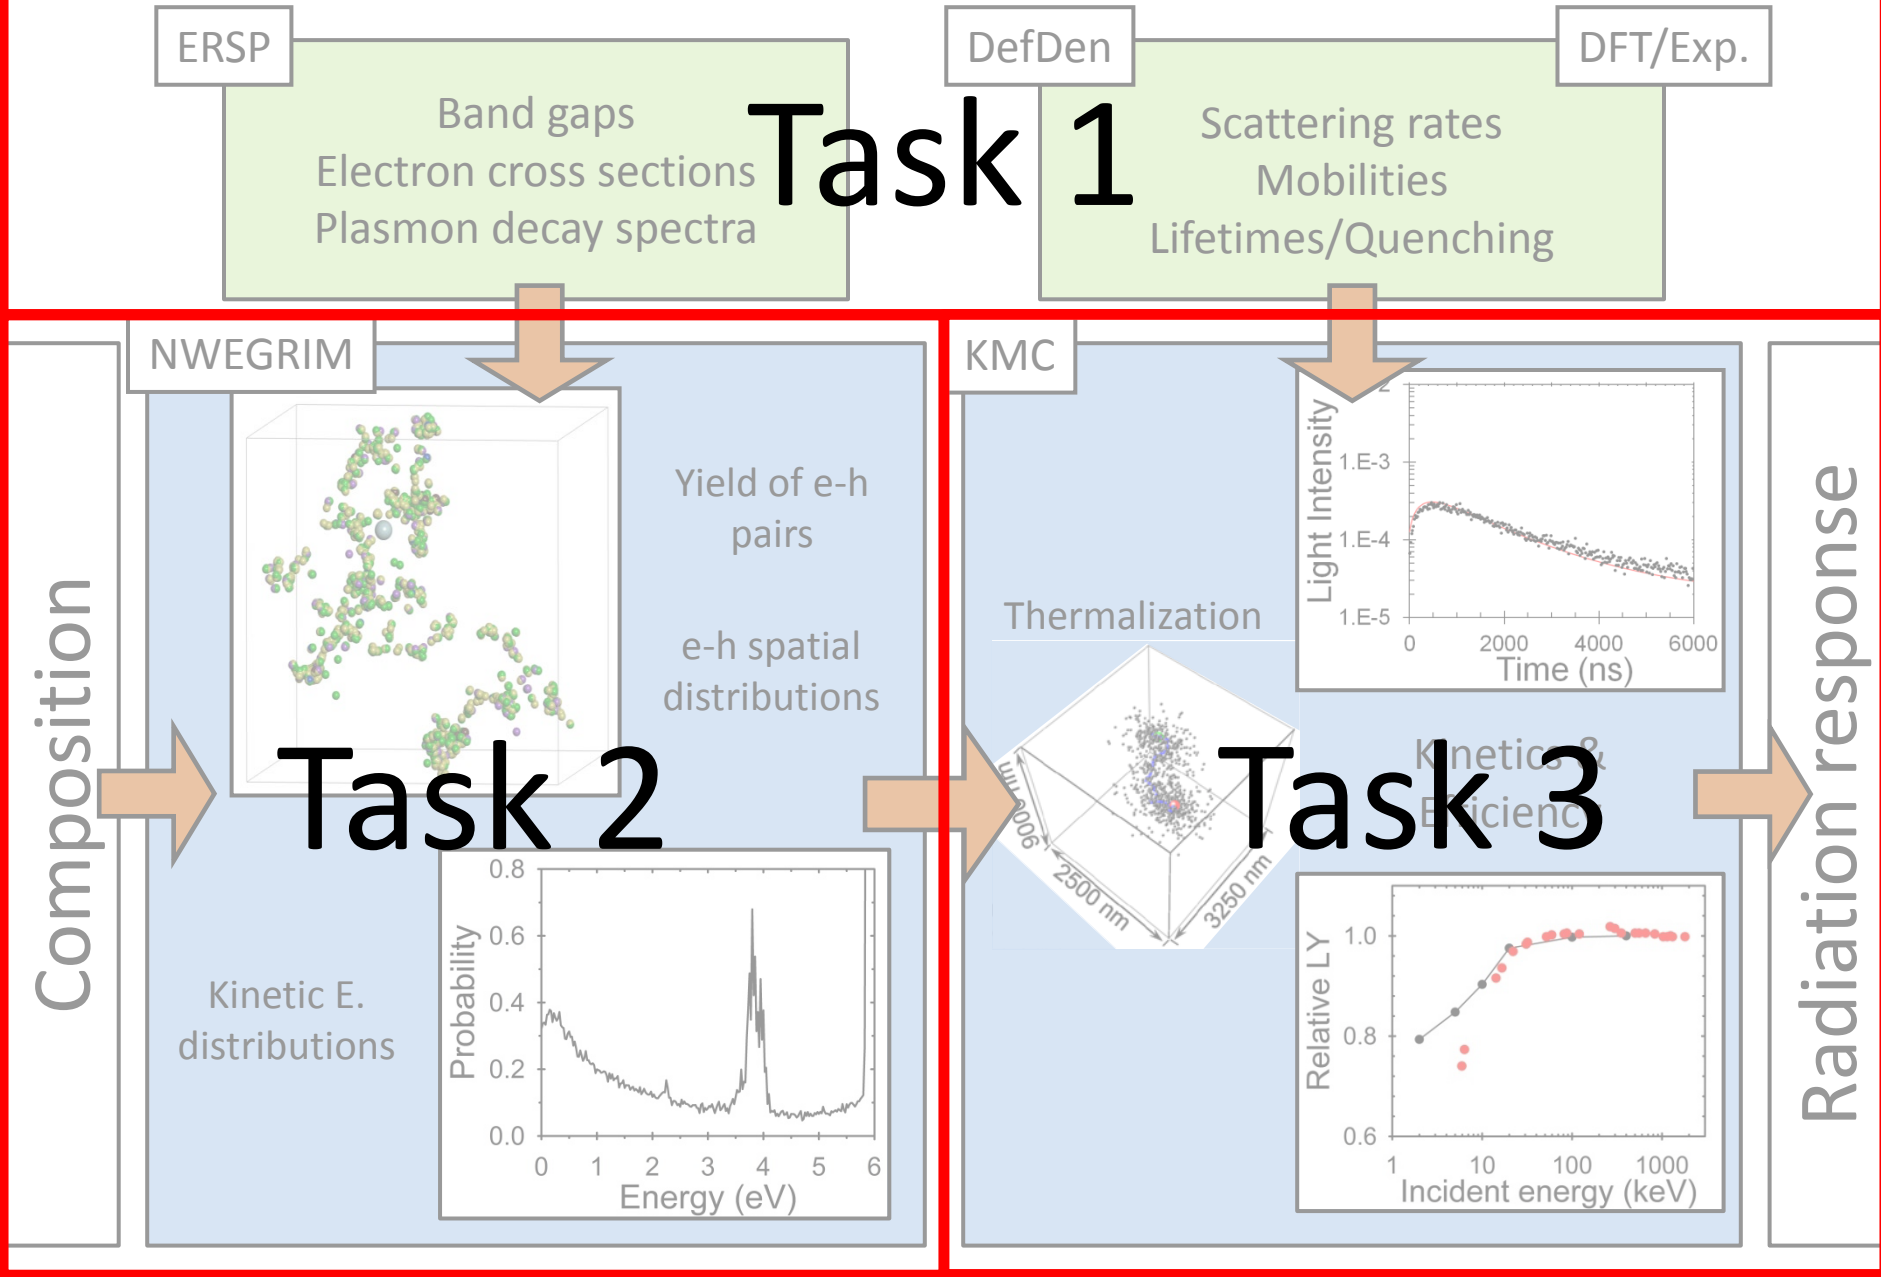 ERSP
DefDen
DFT/Exp.
Band gaps
Electron cross sections
Plasmon decay spectra
Task 1
Scattering rates
Mobilities
Lifetimes/Quenching
Composition
NWEGRIM
Yield of e-h
pairs
e-h spatial
distributions
Task 2
Kinetic E.
distributions
Probability
0.8
0.6
0.4
0.2
0.0
0 1 2 3 4 5 6
Energy (eV)
KMC
Thermalization
900 nm
2500 nm
3250 nm
Light Intensity
2
1.E-3
1.E-4
1.E-5
0 2000 4000 6000
Time (ns)
Kinetics &
Efficiency
Task 3
Relative LY
1.0
0.8
0.6
1 10 100 1000
Incident energy (keV)
Radiation response